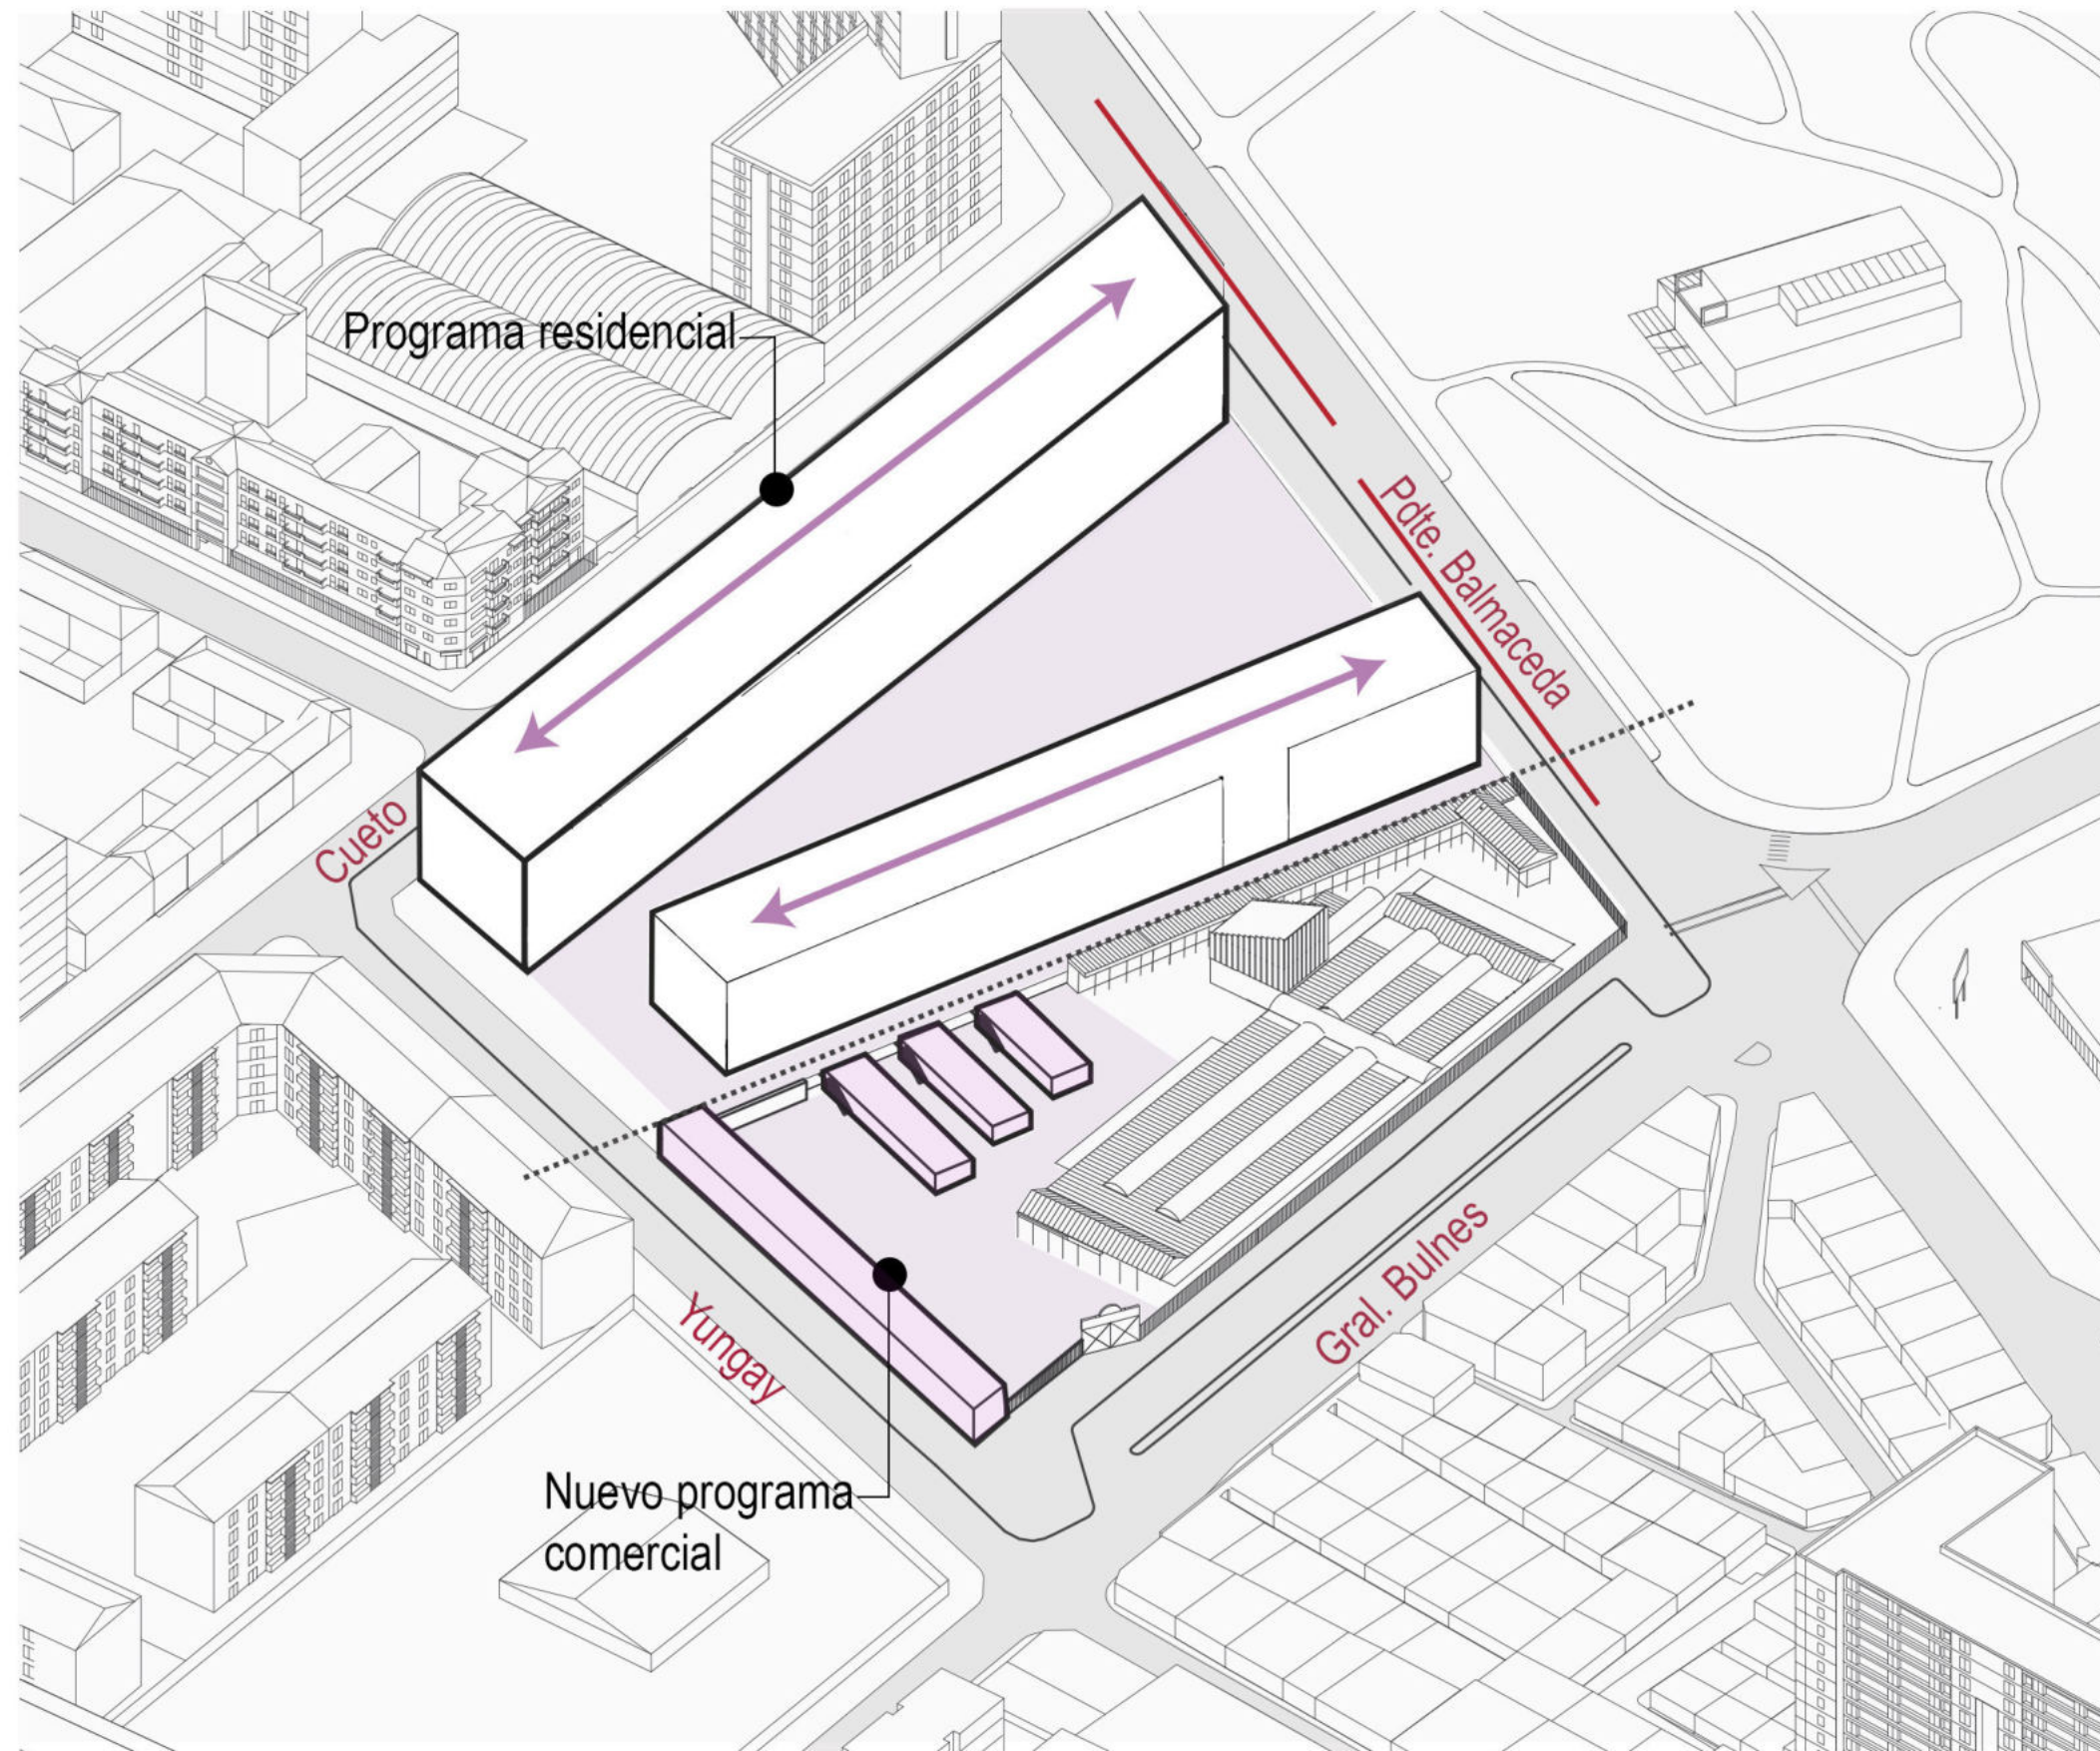 Programa residencial
Pdte. Balmaceda
Cueto
Yungay
Gral. Bulnes
Nuevo programa
comercial